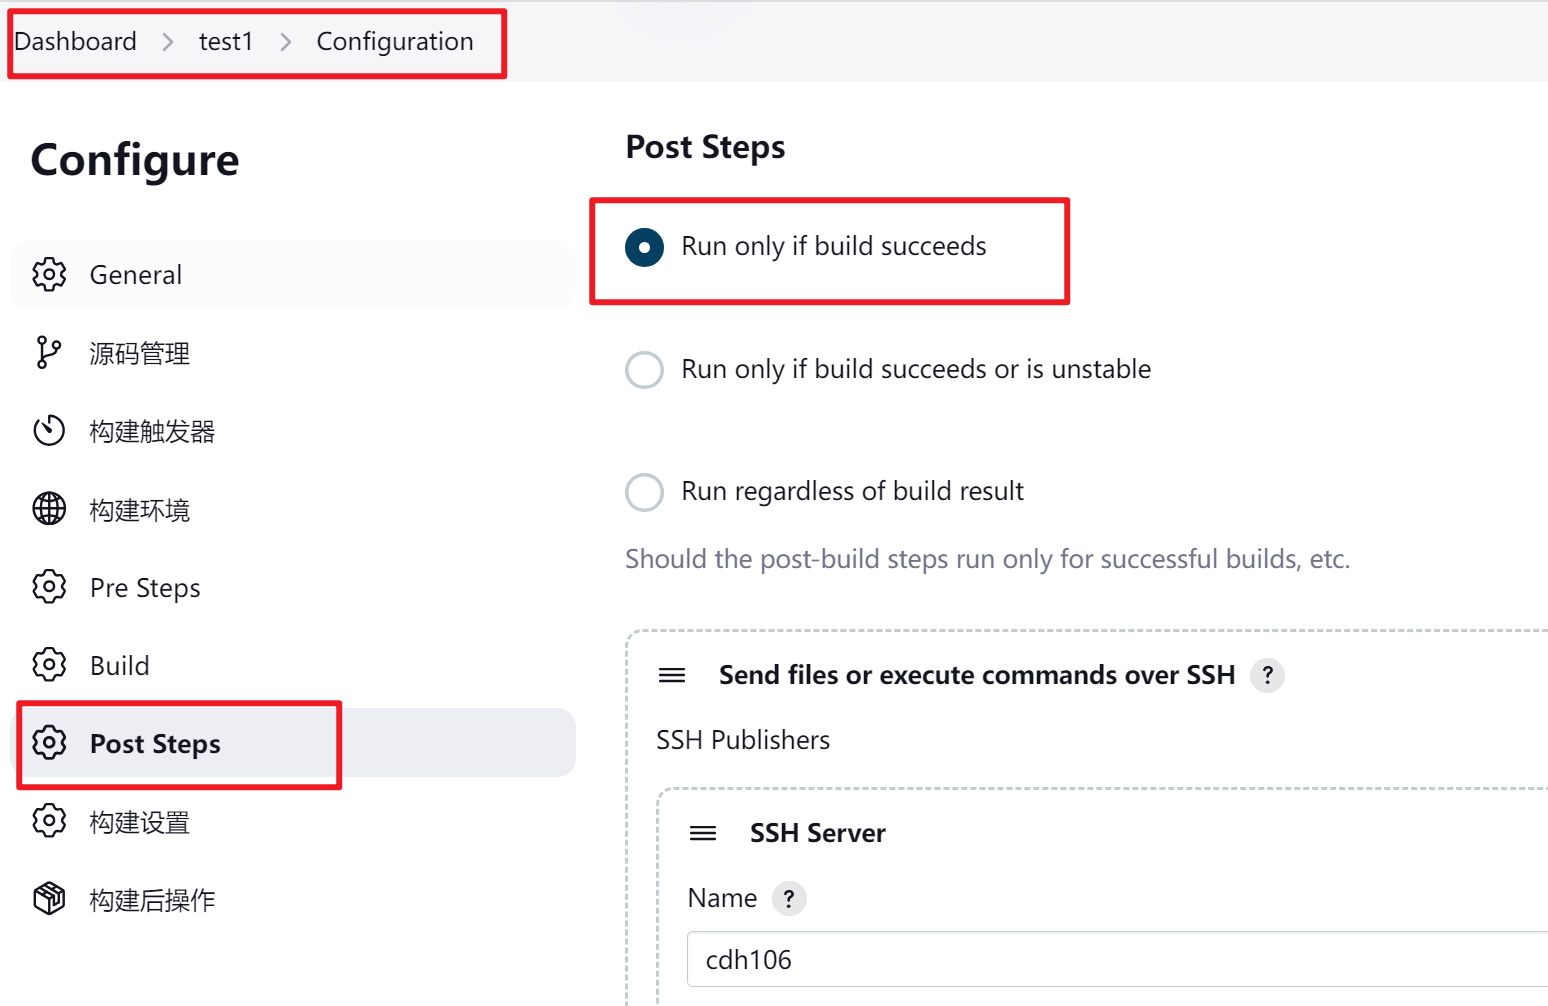 Dashboard > test1 > Configuration
Configure
General
源码管理
构建触发器
构建环境
Pre Steps
Build
Post Steps
构建设置
构建后操作
Post Steps
Run only if build succeeds
Run only if build succeeds or is unstable
Run regardless of build result
Should the post-build steps run only for successful builds, etc.
Send files or execute commands over SSH ?
SSH Publishers
SSH Server
Name ?
cdh106